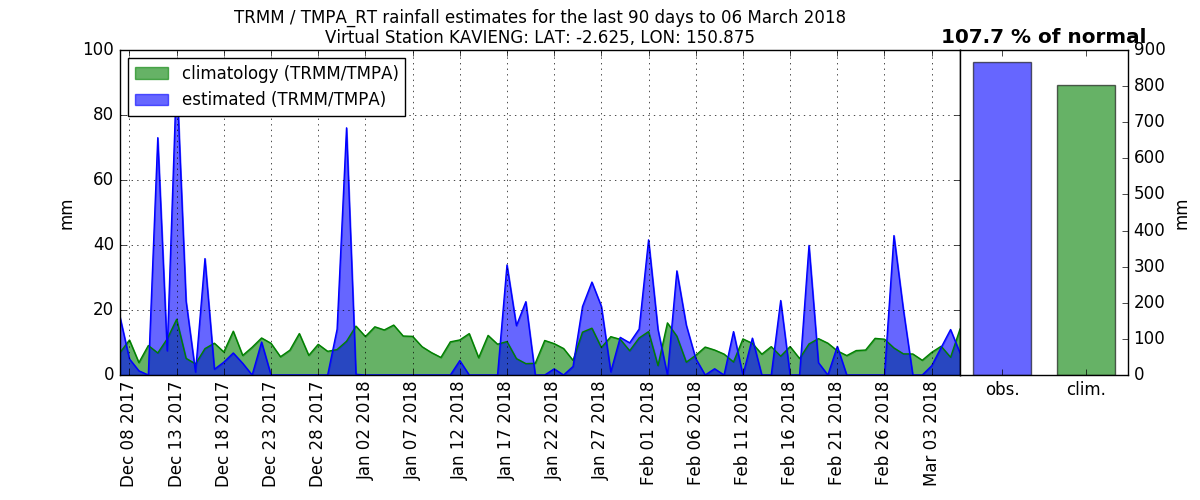 TRMM / TMPA_RT rainfall estimates for the last 90 days to 06 March 2018
Virtual Station KAVIENG: LAT: -2.625, LON: 150.875
107.7 % of normal
climatology (TRMM/TMPA)
estimated (TRMM/TMPA)
100
80
60
40
20
0
mm
900
800
700
600
500
400
300
200
100
0
mm
obs.
clim.
Dec 08 2017
Dec 13 2017
Dec 18 2017
Dec 23 2017
Dec 28 2017
Jan 02 2018
Jan 07 2018
Jan 12 2018
Jan 17 2018
Jan 22 2018
Jan 27 2018
Feb 01 2018
Feb 06 2018
Feb 11 2018
Feb 16 2018
Feb 21 2018
Feb 26 2018
Mar 03 2018